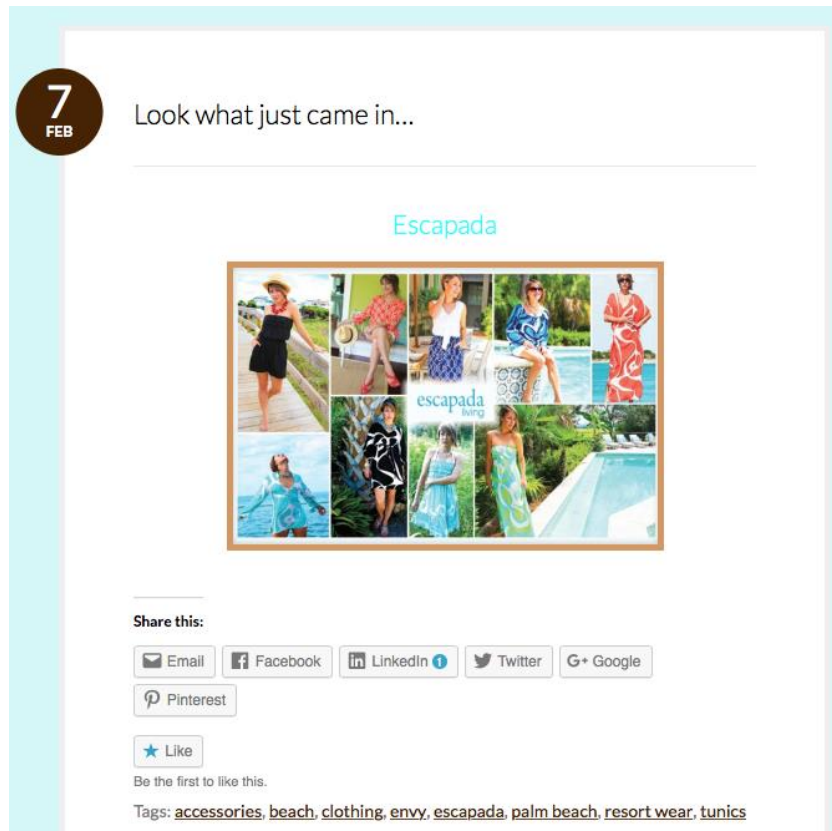 7
FEB
Look what just came in...
Escapada
escapada
living
Share this:
Email Facebook LinkedIn 1 Twitter G+ Google
Pinterest
Like
Be the first to like this.
Tags: accessories, beach, clothing, envy, escapada, palm beach, resort wear, tunics